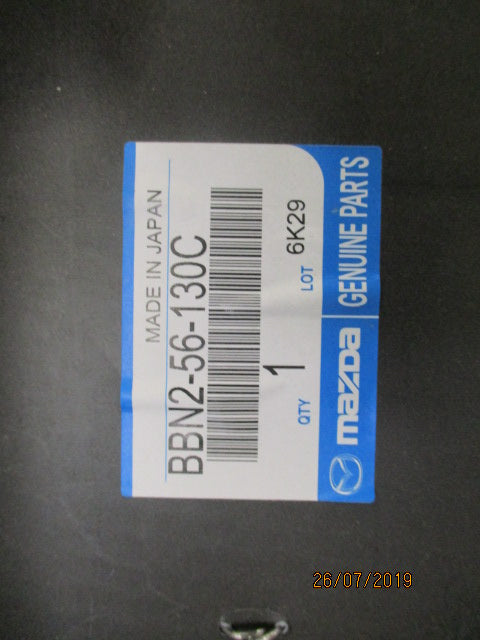 MADE IN JAPAN
BBN2-56-130C
QTY 1 LOT 6K29
mazda GENUINE PARTS
26/07/2019